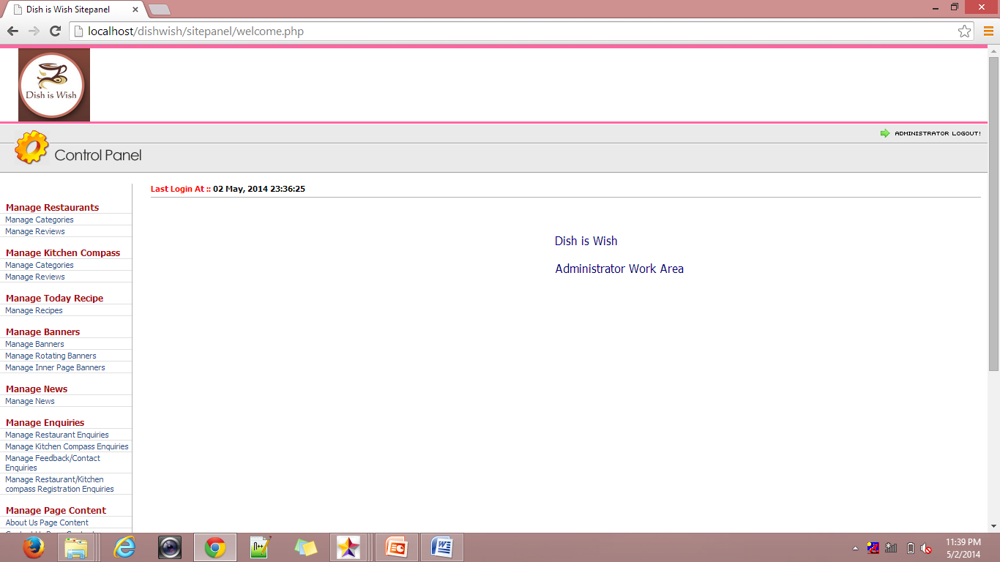 Dish is Wish Sitepanel
localhost/dishwish/sitepanel/welcome.php
Dish is Wish
ADMINISTRATOR LOGOUT!
Control Panel
Last Login At :: 02 May, 2014 23:36:25
Manage Restaurants
Manage Categories
Manage Reviews
Manage Kitchen Compass
Manage Categories
Manage Reviews
Manage Today Recipe
Manage Recipes
Manage Banners
Manage Banners
Manage Rotating Banners
Manage Inner Page Banners
Manage News
Manage News
Manage Enquiries
Manage Restaurant Enquiries
Manage Kitchen Compass Enquiries
Manage Feedback/Contact
Enquiries
Manage Restaurant/Kitchen
compass Registration Enquiries
Manage Page Content
About Us Page Content
Dish is Wish
Administrator Work Area
11:39 PM
5/2/2014